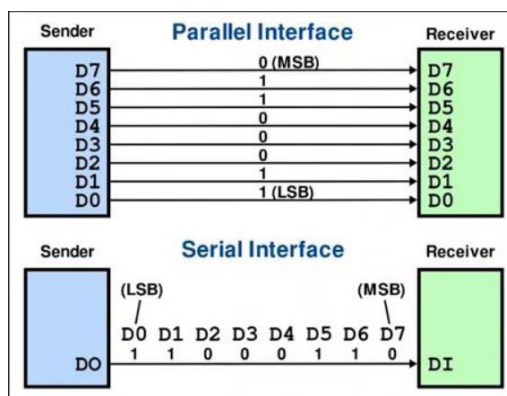 Sender Parallel Interface Receiver
0 (MSB)
D7 D7
1
D6 D6
1
D5 D5
0
D4 D4
0
D3 D3
0
D2 D2
1
D1 D1
1 (LSB)
D0 D0
Sender Serial Interface Receiver
(LSB) (MSB)
D0 D1 D2 D3 D4 D5 D6 D7
1 1 0 0 0 1 1 0
DO DI